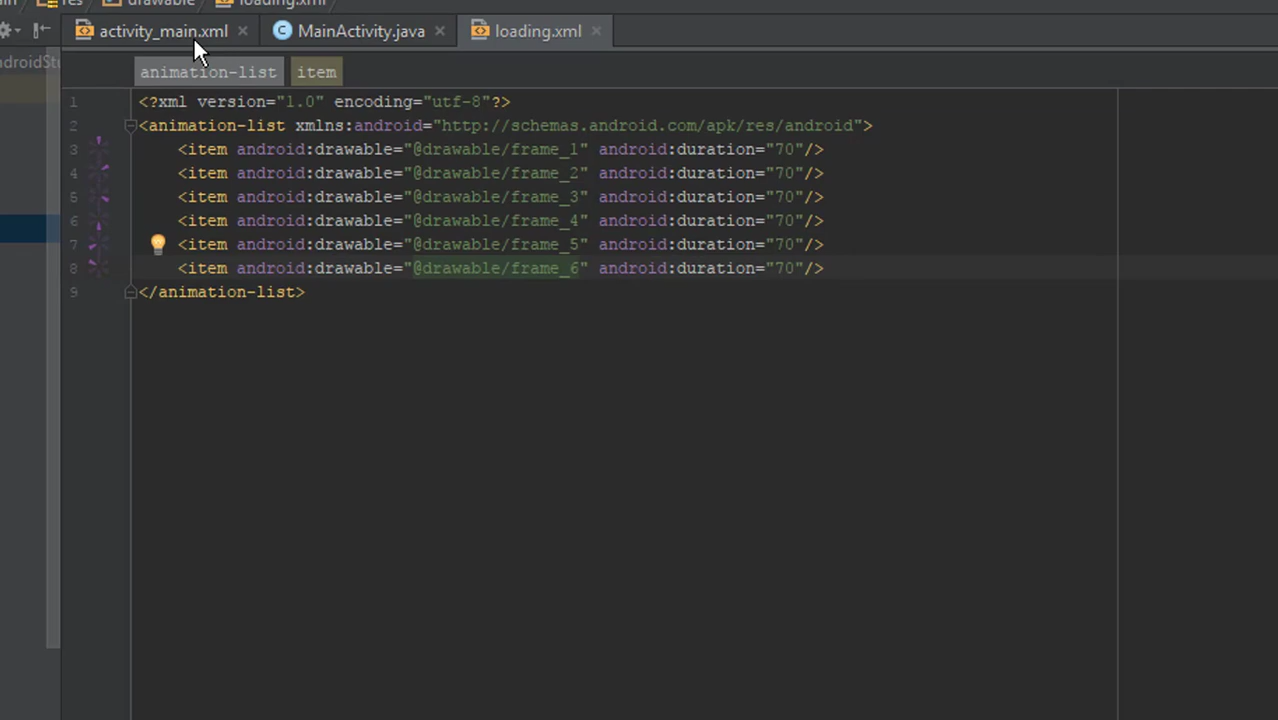 res drawable loading.xml
activity_main.xml MainActivity.java loading.xml
animation-list item
1 <?xml version="1.0" encoding="utf-8"?>
2 <animation-list xmlns:android="http://schemas.android.com/apk/res/android">
3 <item android:drawable="@drawable/frame_1" android:duration="70"/>
4 <item android:drawable="@drawable/frame_2" android:duration="70"/>
5 <item android:drawable="@drawable/frame_3" android:duration="70"/>
6 <item android:drawable="@drawable/frame_4" android:duration="70"/>
7 <item android:drawable="@drawable/frame_5" android:duration="70"/>
8 <item android:drawable="@drawable/frame_6" android:duration="70"/>
9 </animation-list>